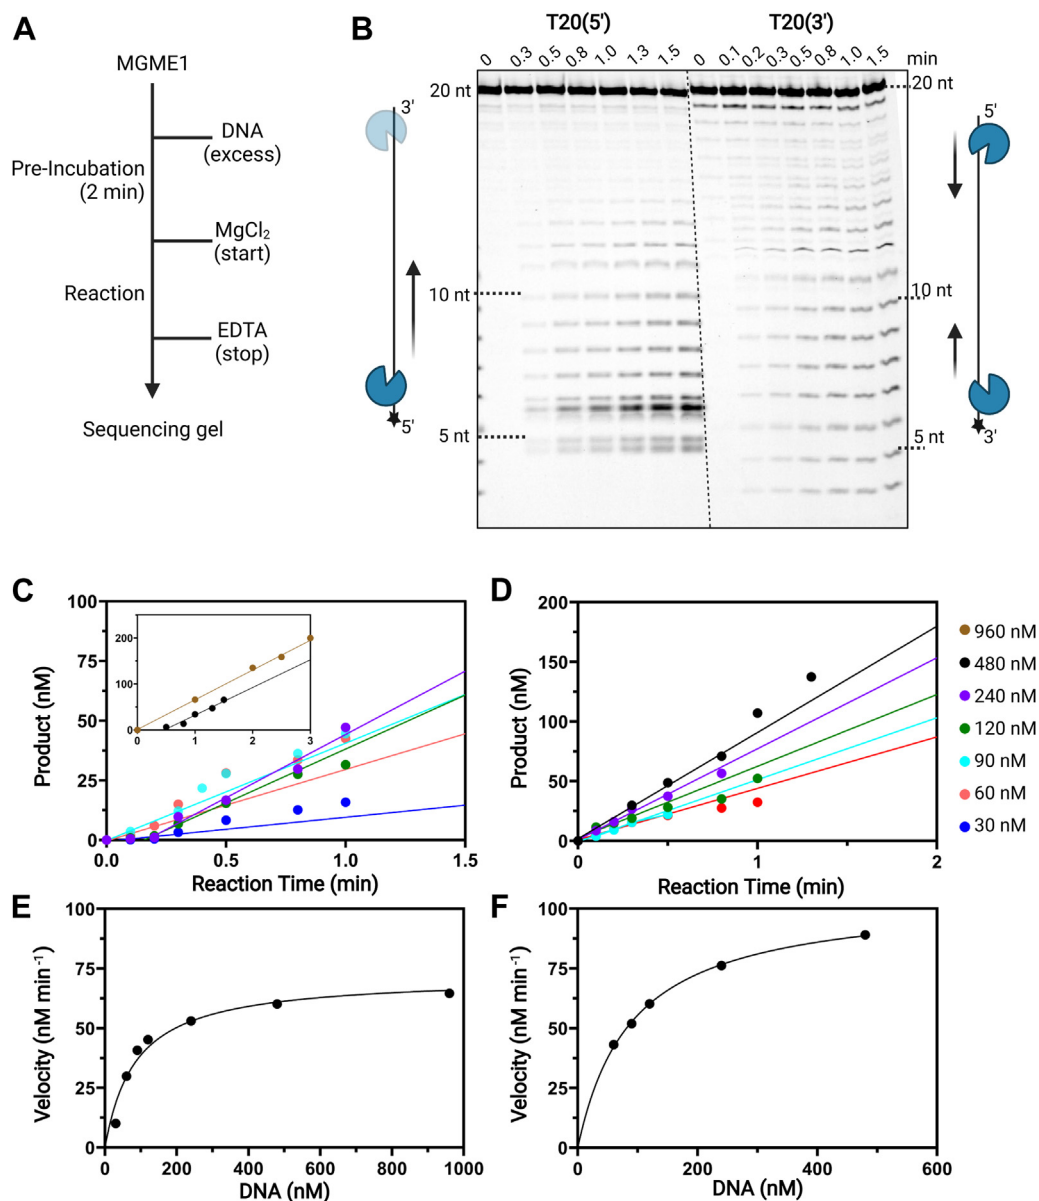 A
MGME1
DNA
(excess)
Pre-Incubation
(2 min)
MgCl₂
(start)
Reaction
EDTA
(stop)
Sequencing gel
B
T20(5')
T20(3')
0 0.3 0.5 0.8 1.0 1.3 1.5 0 0.1 0.2 0.3 0.5 0.8 1.0 1.5 min
20 nt
20 nt
3'
5'
10 nt
10 nt
5 nt
5 nt
5'
3'
C
Product (nM)
100
75
50
25
0
200
100
0
0 1 2 3
0.0 0.5 1.0 1.5
Reaction Time (min)
D
Product (nM)
200
150
100
50
0
0 1 2
Reaction Time (min)
960 nM
480 nM
240 nM
120 nM
90 nM
60 nM
30 nM
E
Velocity (nM min⁻¹)
100
75
50
25
0
0 200 400 600 800 1000
DNA (nM)
F
Velocity (nM min⁻¹)
100
75
50
25
0
0 200 400 600
DNA (nM)